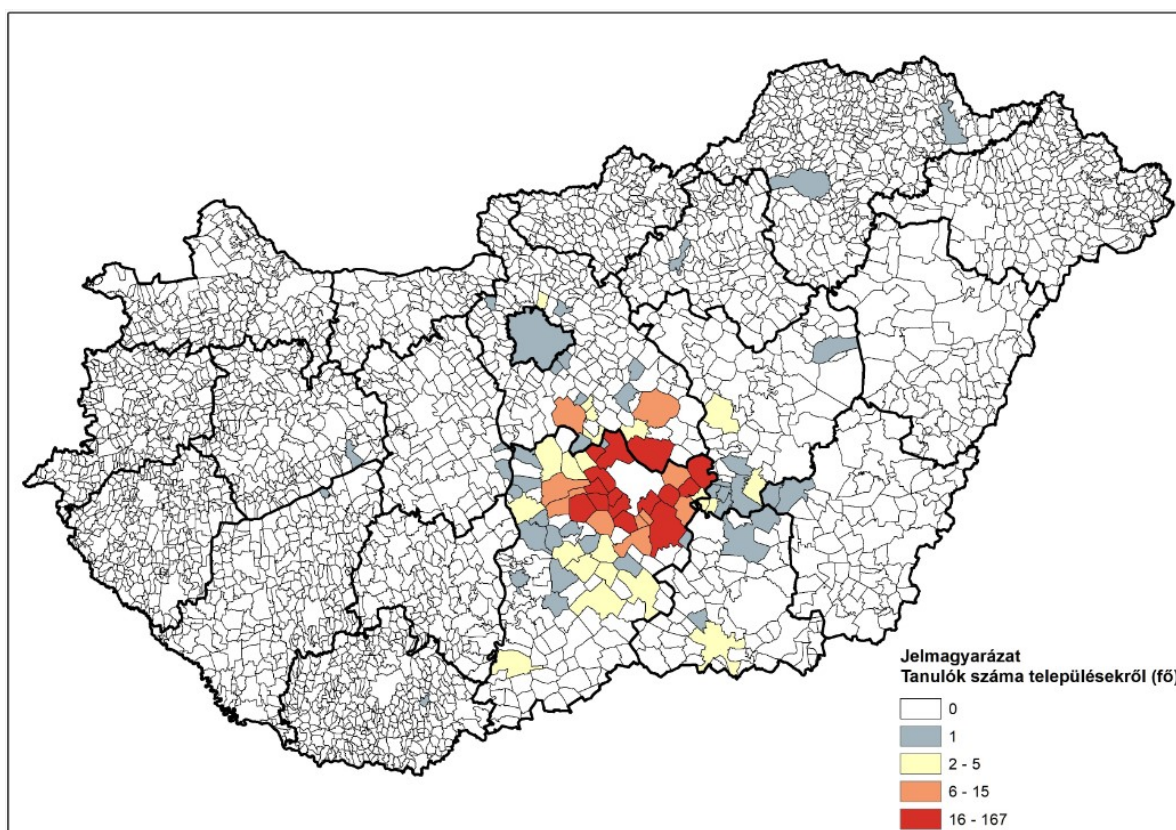 Jelmagyarázat
Tanulók száma településekről (fő)
0
1
2 - 5
6 - 15
16 - 167